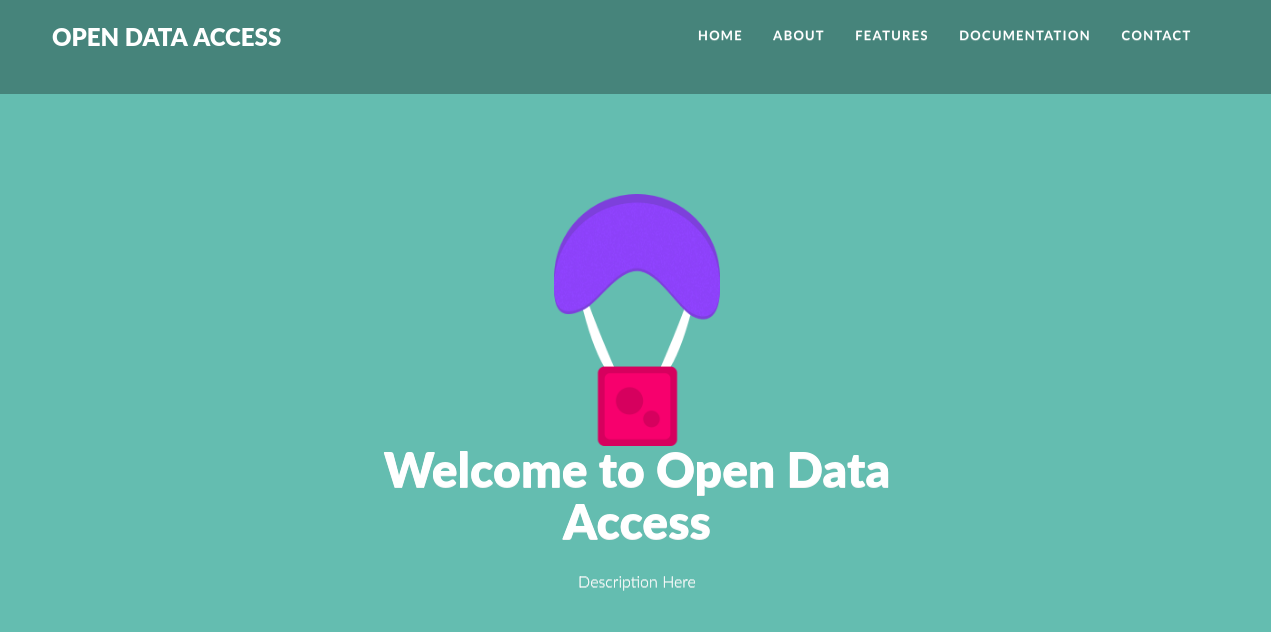 OPEN DATA ACCESS
HOME ABOUT FEATURES DOCUMENTATION CONTACT
Welcome to Open Data
Access
Description Here